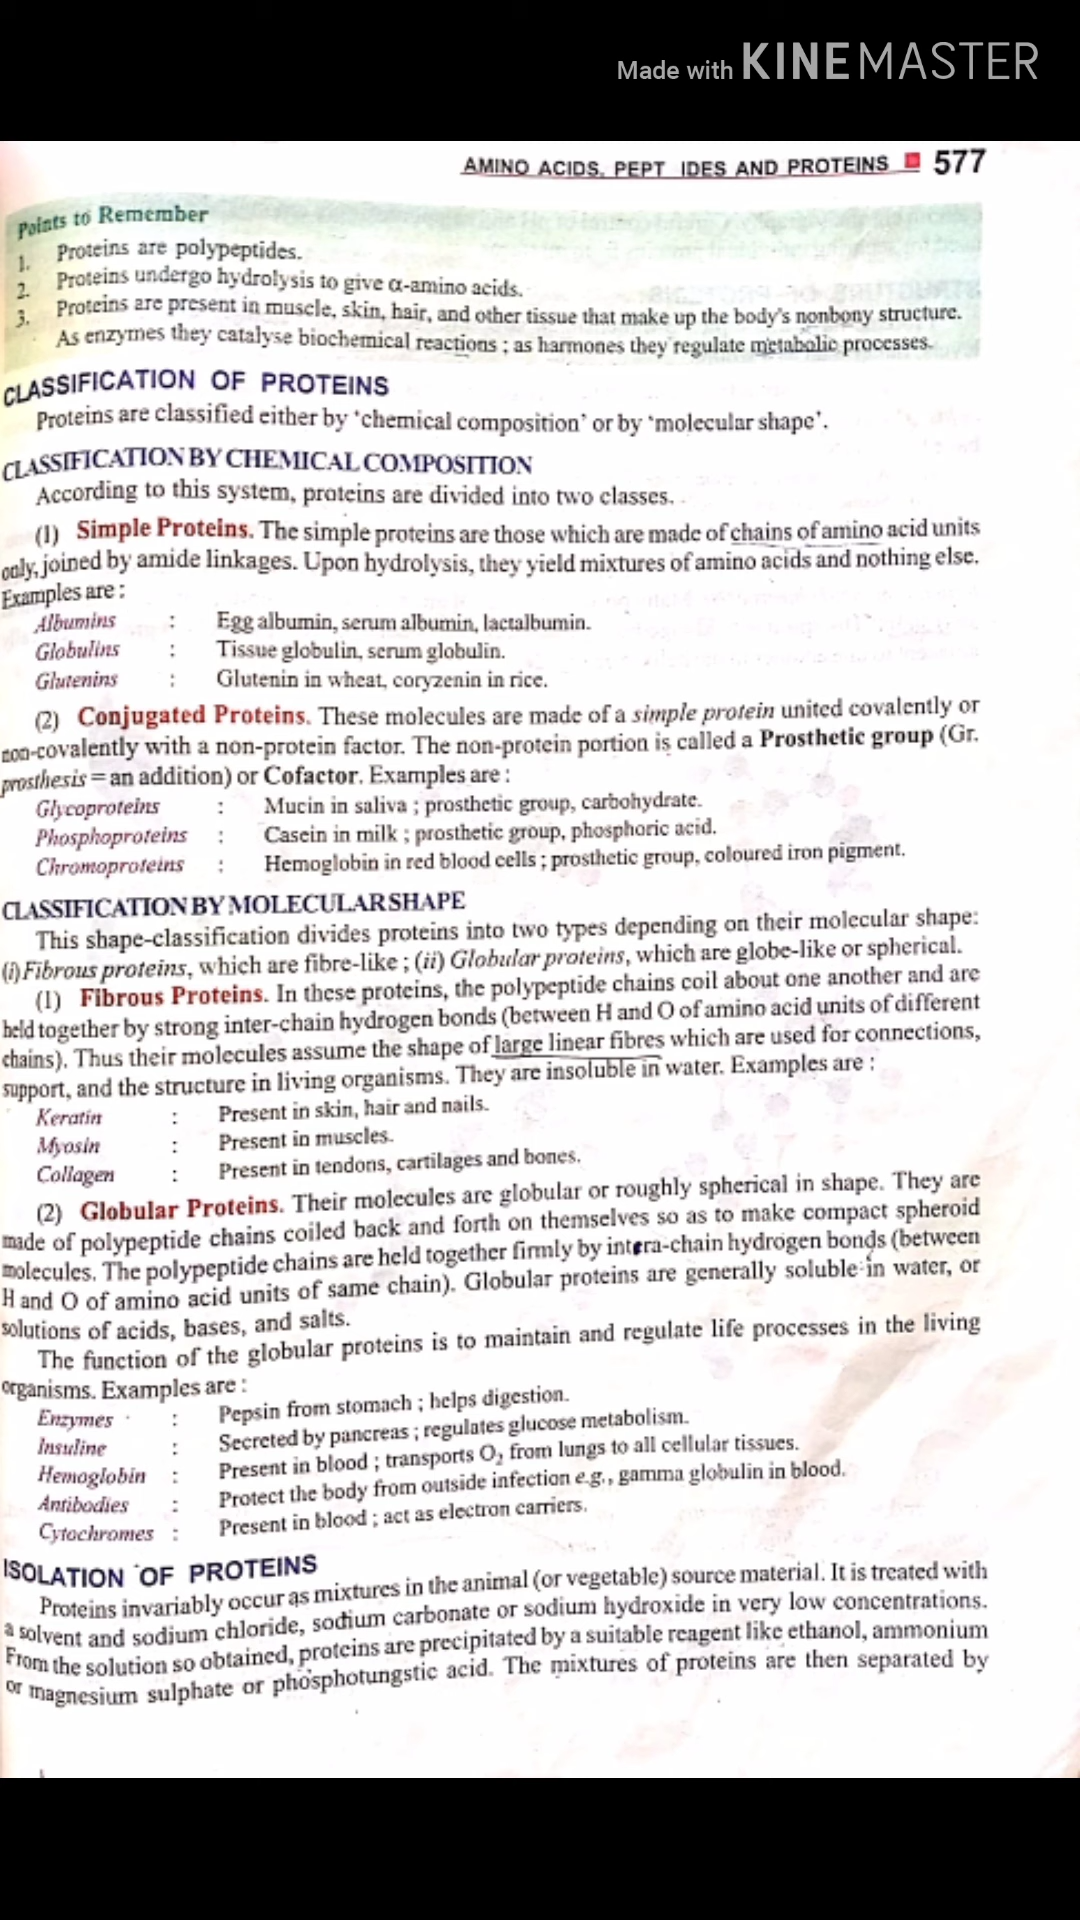 Made with KINEMASTER
AMINO ACIDS, PEPT IDES AND PROTEINS 577
Points to Remember
1. Proteins are polypeptides.
2. Proteins undergo hydrolysis to give α-amino acids.
3. Proteins are present in muscle, skin, hair, and other tissue that make up the body's nonbony structure.
As enzymes they catalyse biochemical reactions ; as harmones they regulate metabolic processes.
CLASSIFICATION OF PROTEINS
Proteins are classified either by 'chemical composition' or by 'molecular shape'.
CLASSIFICATION BY CHEMICAL COMPOSITION
According to this system, proteins are divided into two classes.
(1) Simple Proteins. The simple proteins are those which are made of chains of amino acid units
only, joined by amide linkages. Upon hydrolysis, they yield mixtures of amino acids and nothing else.
Examples are :
Albumins : Egg albumin, serum albumin, lactalbumin.
Globulins : Tissue globulin, serum globulin.
Glutenins : Glutenin in wheat, coryzenin in rice.
(2) Conjugated Proteins. These molecules are made of a simple protein united covalently or
non-covalently with a non-protein factor. The non-protein portion is called a Prosthetic group (Gr.
prosthesis = an addition) or Cofactor. Examples are :
Glycoproteins : Mucin in saliva ; prosthetic group, carbohydrate.
Phosphoproteins : Casein in milk ; prosthetic group, phosphoric acid.
Chromoproteins : Hemoglobin in red blood cells ; prosthetic group, coloured iron pigment.
CLASSIFICATION BY MOLECULAR SHAPE
This shape-classification divides proteins into two types depending on their molecular shape:
(i) Fibrous proteins, which are fibre-like ; (ii) Globular proteins, which are globe-like or spherical.
(1) Fibrous Proteins. In these proteins, the polypeptide chains coil about one another and are
held together by strong inter-chain hydrogen bonds (between H and O of amino acid units of different
chains). Thus their molecules assume the shape of large linear fibres which are used for connections,
support, and the structure in living organisms. They are insoluble in water. Examples are :
Keratin : Present in skin, hair and nails.
Myosin : Present in muscles.
Collagen : Present in tendons, cartilages and bones.
(2) Globular Proteins. Their molecules are globular or roughly spherical in shape. They are
made of polypeptide chains coiled back and forth on themselves so as to make compact spheroid
molecules. The polypeptide chains are held together firmly by intera-chain hydrogen bonds (between
H and O of amino acid units of same chain). Globular proteins are generally soluble in water, or
solutions of acids, bases, and salts.
The function of the globular proteins is to maintain and regulate life processes in the living
organisms. Examples are :
Enzymes : Pepsin from stomach ; helps digestion.
Insuline : Secreted by pancreas ; regulates glucose metabolism.
Hemoglobin : Present in blood ; transports O₂ from lungs to all cellular tissues.
Antibodies : Protect the body from outside infection e.g., gamma globulin in blood.
Cytochromes : Present in blood ; act as electron carriers.
ISOLATION OF PROTEINS
Proteins invariably occur as mixtures in the animal (or vegetable) source material. It is treated with
a solvent and sodium chloride, sodium carbonate or sodium hydroxide in very low concentrations.
From the solution so obtained, proteins are precipitated by a suitable reagent like ethanol, ammonium
or magnesium sulphate or phosphotungstic acid. The mixtures of proteins are then separated by